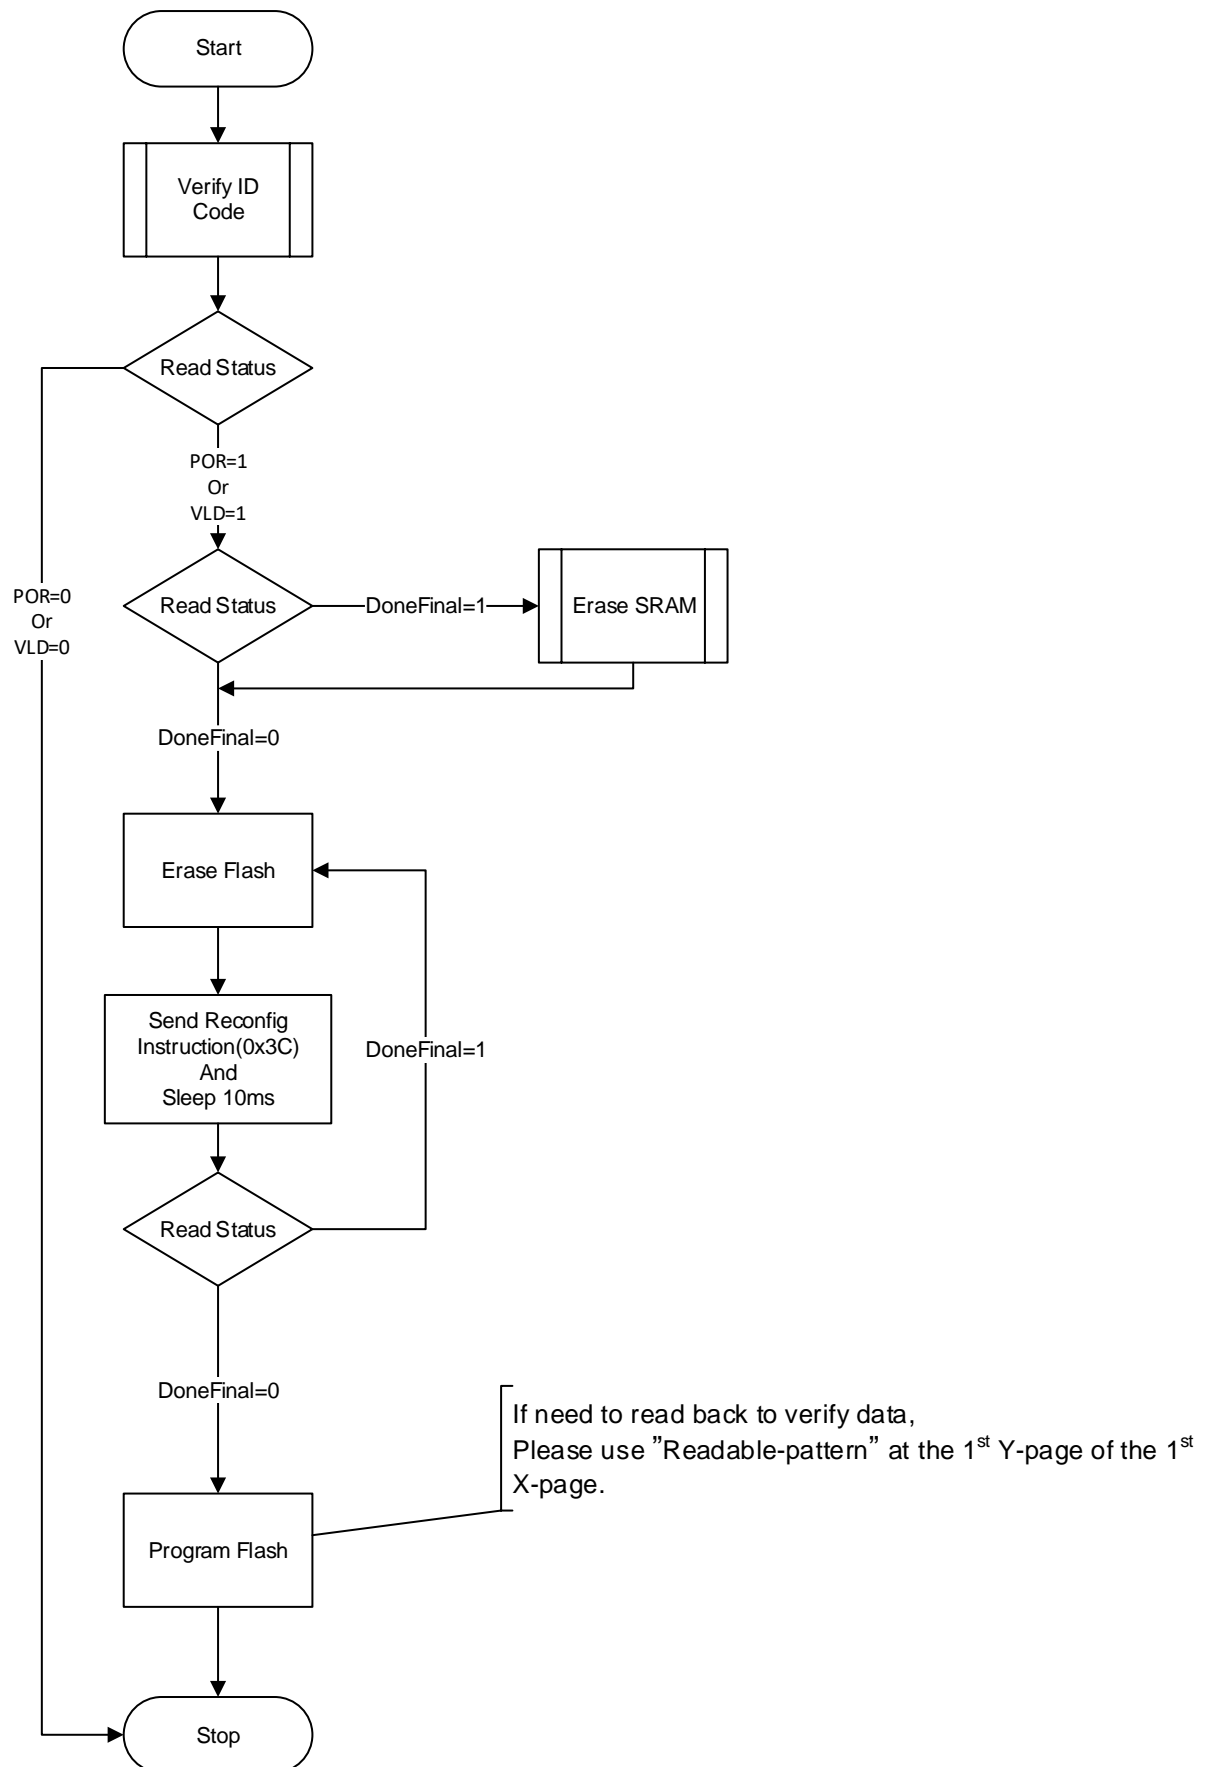 Start
Verify ID
Code
Read Status
POR=1
Or
VLD=1
POR=0
Or
VLD=0
Read Status
DoneFinal=1
Erase SRAM
DoneFinal=0
Erase Flash
Send Reconfig
Instruction(0x3C)
And
Sleep 10ms
DoneFinal=1
Read Status
DoneFinal=0
If need to read back to verify data,
Please use ”Readable-pattern” at the 1st Y-page of the 1st
X-page.
Program Flash
Stop